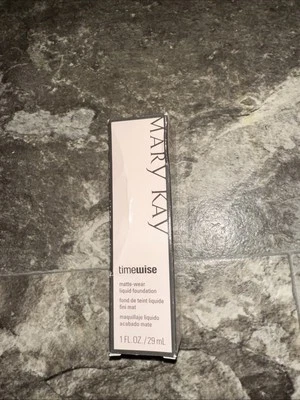 MARY KAY
timewise
matte-wear
liquid foundation
fond de teint liquide
fini mat
maquillaje líquido
acabado mate
1 FL. OZ. / 29 mL